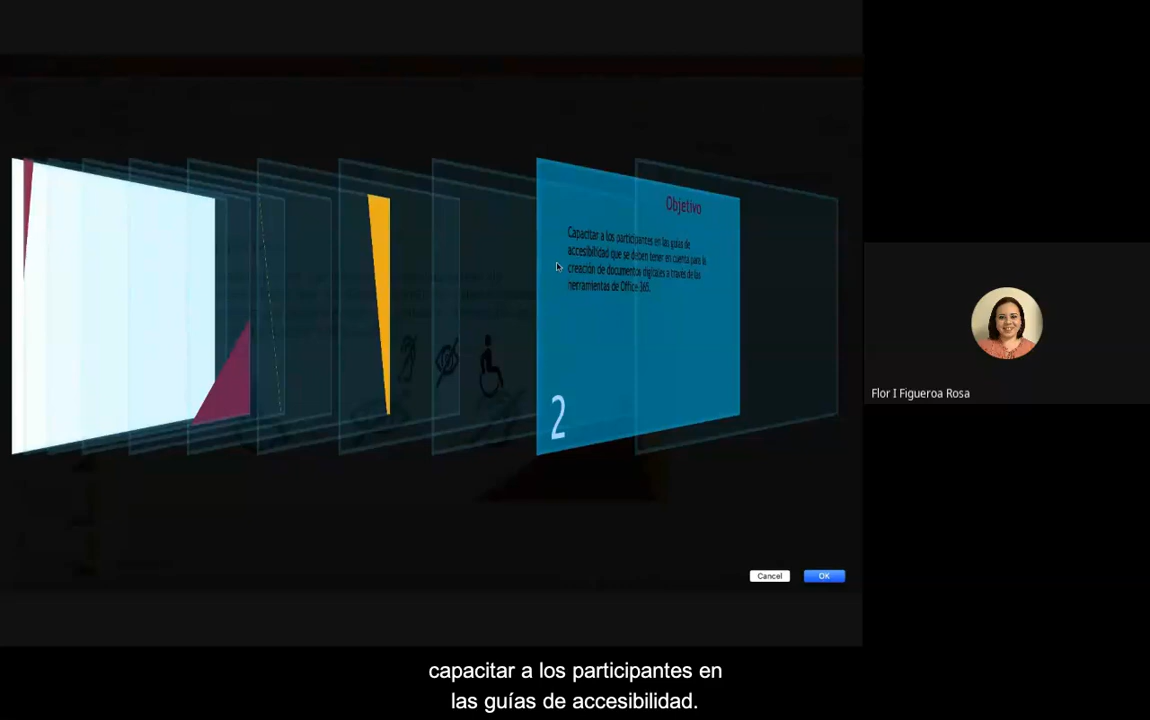 Objetivo
Capacitar a los participantes en las guías de
accesibilidad que se deben tener en cuenta para la
creación de documentos digitales a través de las
herramientas de Office 365.
2
Flor I Figueroa Rosa
Cancel
OK
capacitar a los participantes en
las guías de accesibilidad.